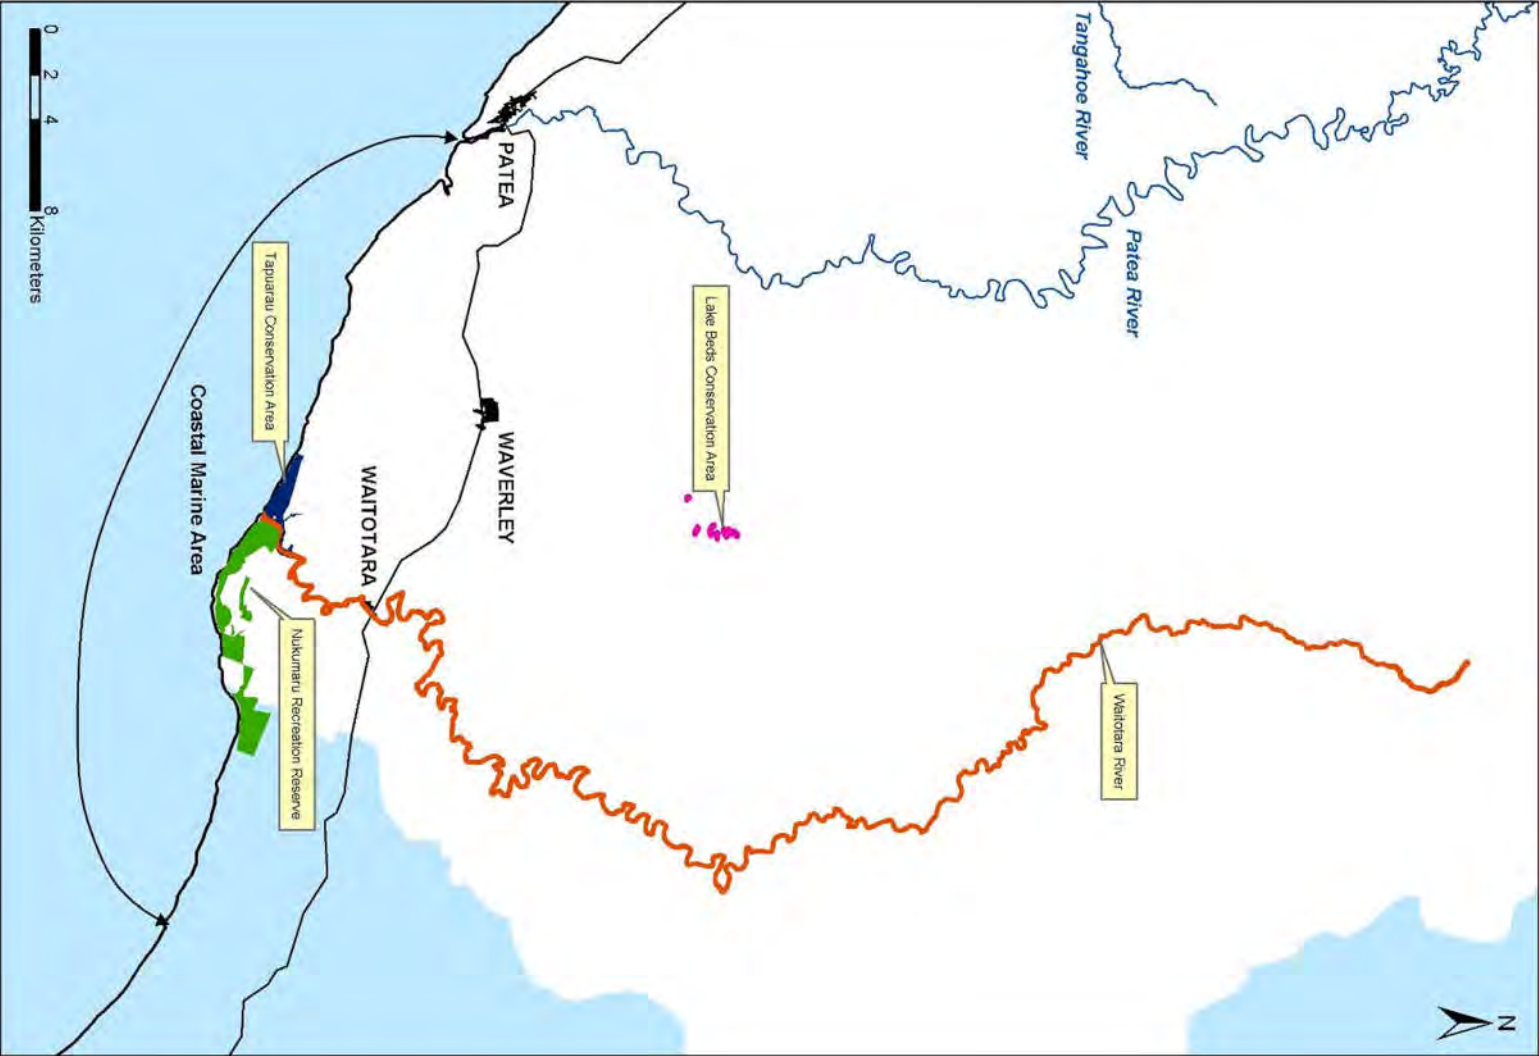 N
Tangahoe River
Patea River
Waitotara River
Lake Beds Conservation Area
PATEA
WAVERLEY
WAITOTARA
Tapuarau Conservation Area
Nukumaru Recreation Reserve
Coastal Marine Area
0 2 4 8
Kilometers